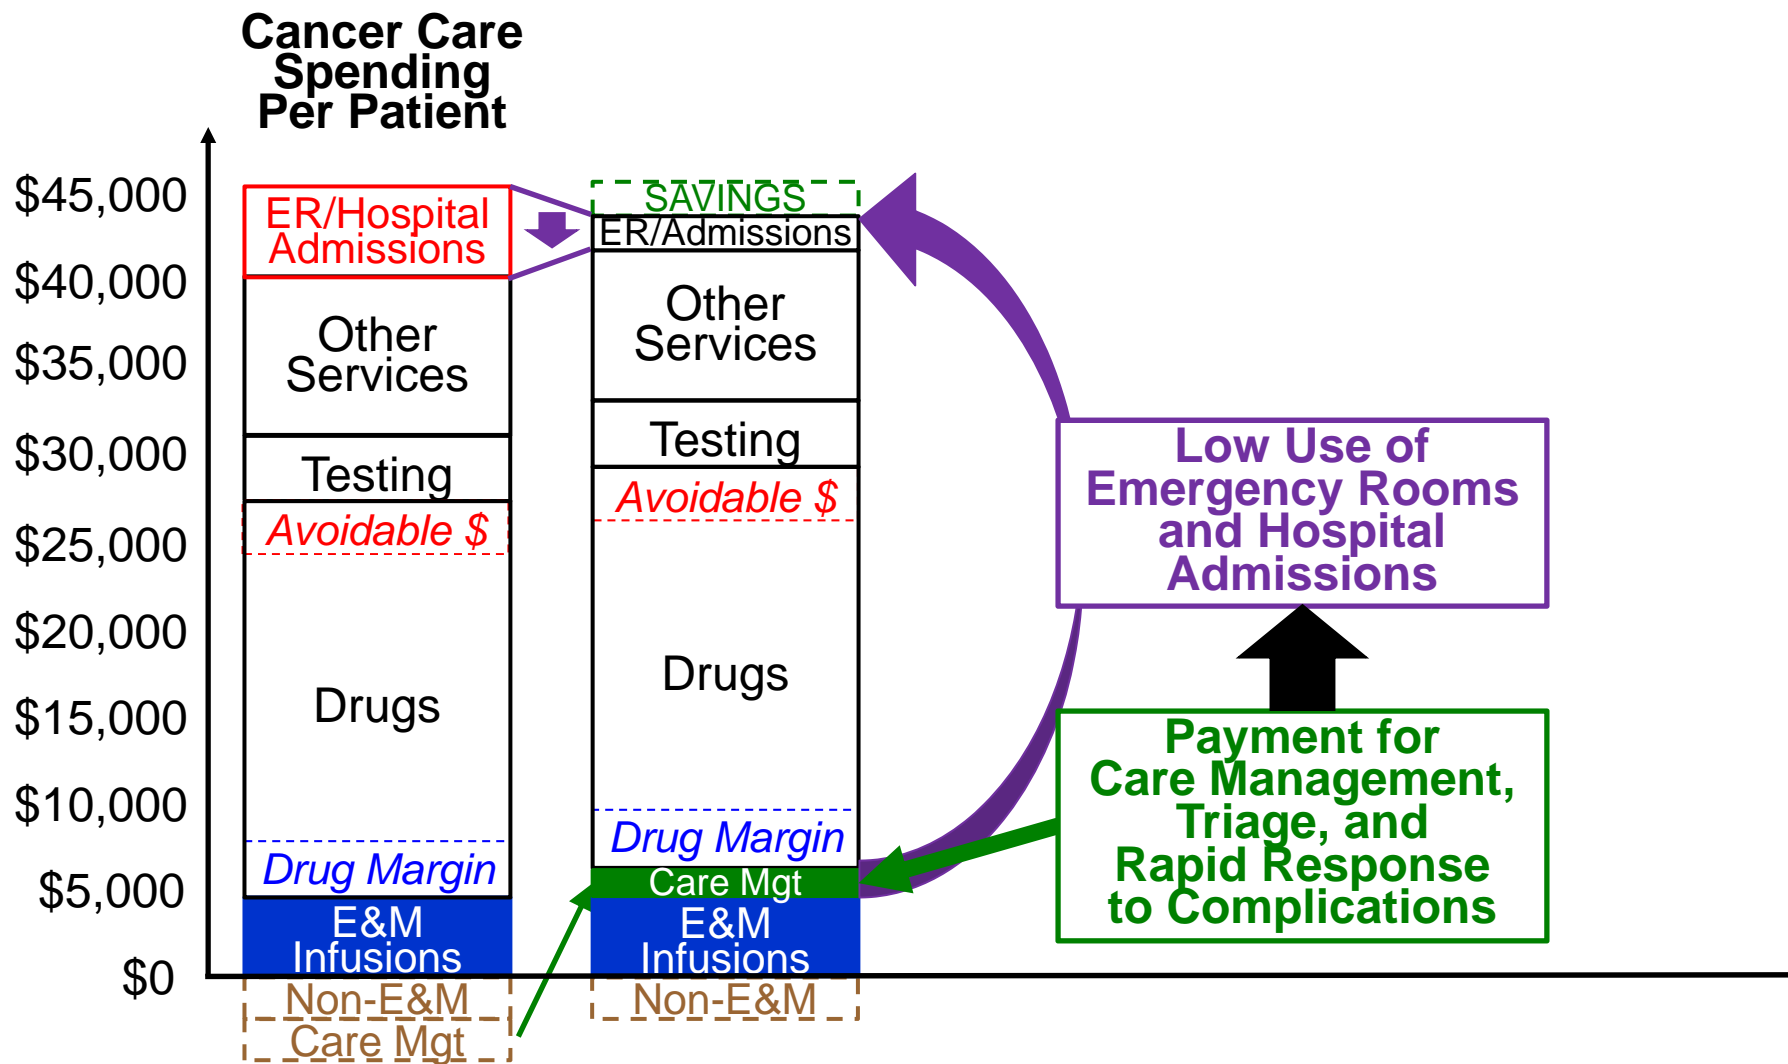 Cancer Care
Spending
Per Patient
$45,000
$40,000
$35,000
$30,000
$25,000
$20,000
$15,000
$10,000
$5,000
$0
ER/Hospital
Admissions
Other
Services
Testing
Avoidable $
Drugs
Drug Margin
E&M
Infusions
Non-E&M
Care Mgt
SAVINGS
ER/Admissions
Other
Services
Testing
Avoidable $
Drugs
Drug Margin
Care Mgt
E&M
Infusions
Non-E&M
Low Use of
Emergency Rooms
and Hospital
Admissions
Payment for
Care Management,
Triage, and
Rapid Response
to Complications